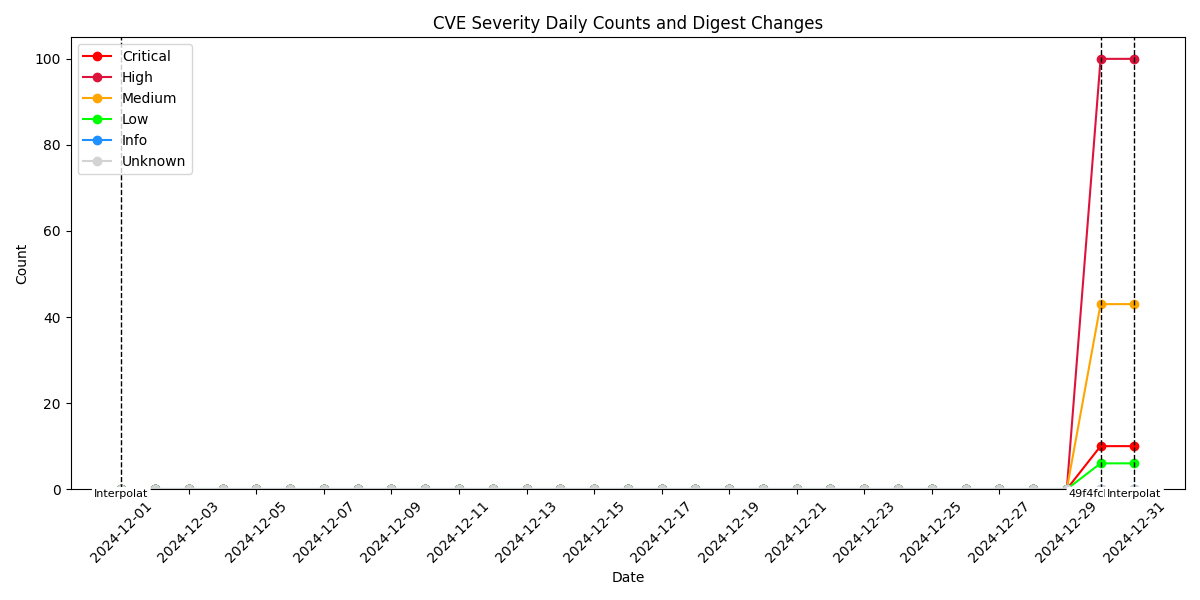 CVE Severity Daily Counts and Digest Changes
Critical
High
Medium
Low
Info
Unknown
Count
100
80
60
40
20
0
Interpolat
49f4fc
Interpolat
2024-12-01
2024-12-03
2024-12-05
2024-12-07
2024-12-09
2024-12-11
2024-12-13
2024-12-15
2024-12-17
2024-12-19
2024-12-21
2024-12-23
2024-12-25
2024-12-27
2024-12-29
2024-12-31
Date